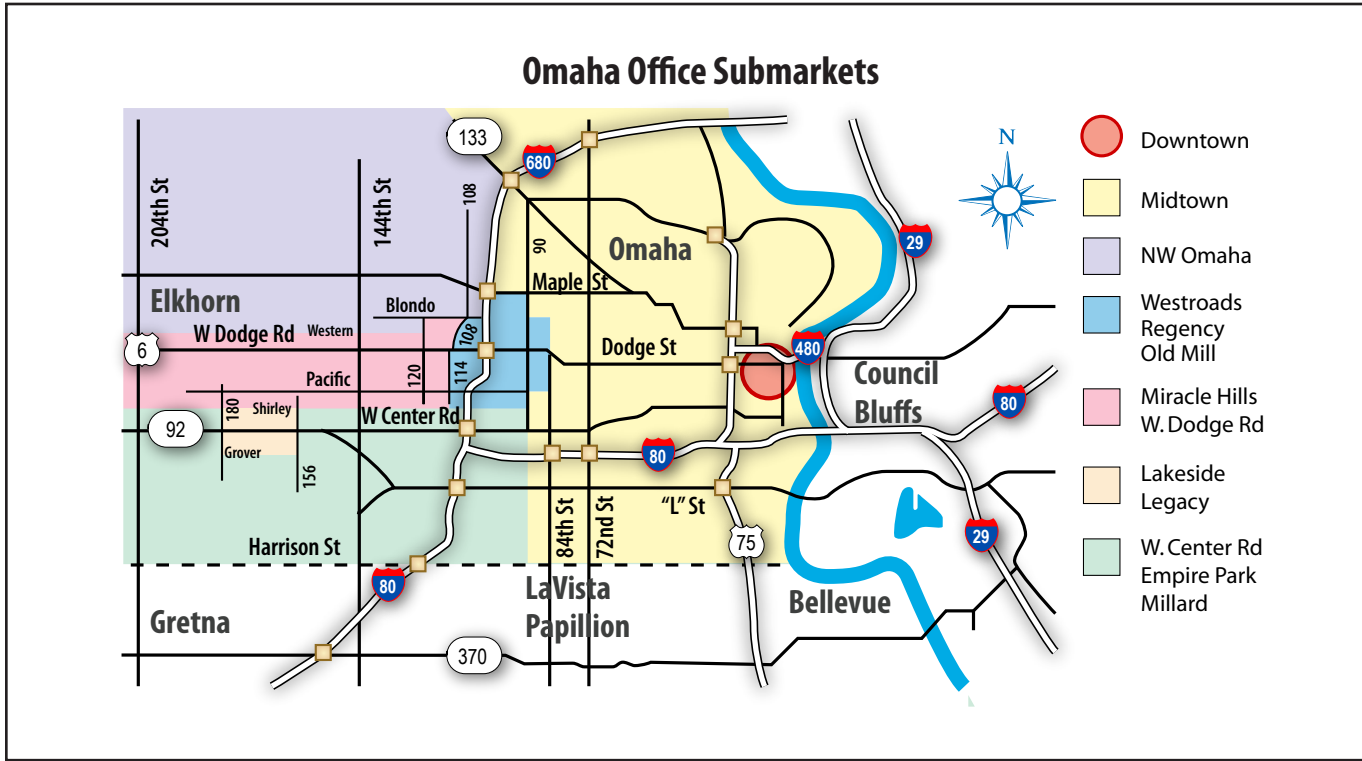 Omaha Office Submarkets
133
680
N
204th St
144th St
108
90
Omaha
29
Maple St
Elkhorn
Blondo
W Dodge Rd
Western
108
6
Dodge St
480
114
120
Pacific
Council
Bluffs
180
Shirley
W Center Rd
80
92
Grover
156
80
"L" St
84th St
72nd St
75
29
Harrison St
80
LaVista
Papillion
Bellevue
Gretna
370
Downtown
Midtown
NW Omaha
Westroads
Regency
Old Mill
Miracle Hills
W. Dodge Rd
Lakeside
Legacy
W. Center Rd
Empire Park
Millard